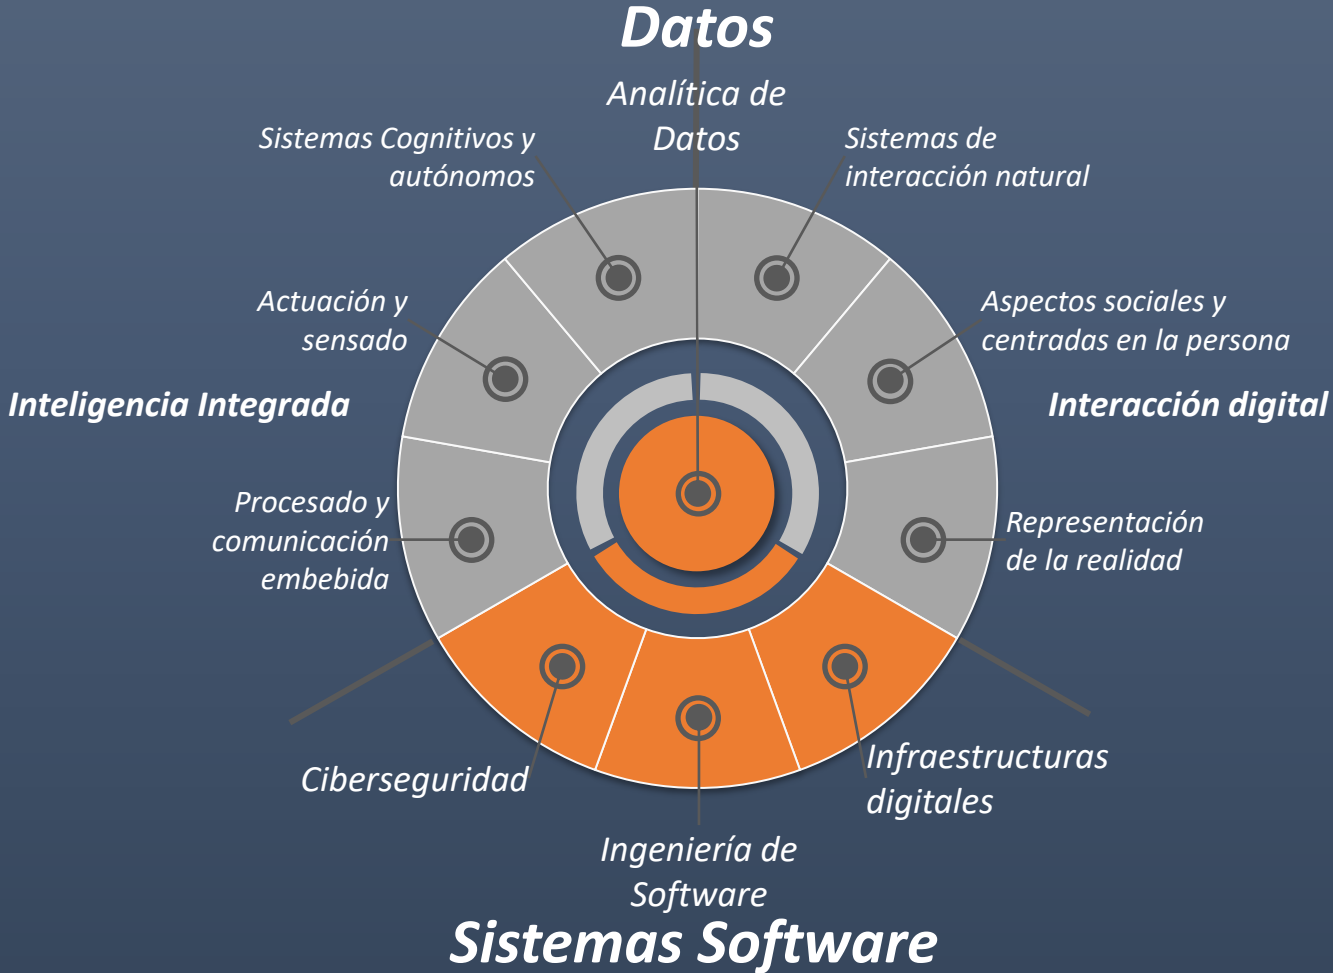 Datos
Analítica de
Datos
Sistemas Cognitivos y
autónomos
Sistemas de
interacción natural
Actuación y
sensado
Aspectos sociales y
centradas en la persona
Inteligencia Integrada
Interacción digital
Procesado y
comunicación
embebida
Representación
de la realidad
Ciberseguridad
Infraestructuras
digitales
Ingeniería de
Software
Sistemas Software